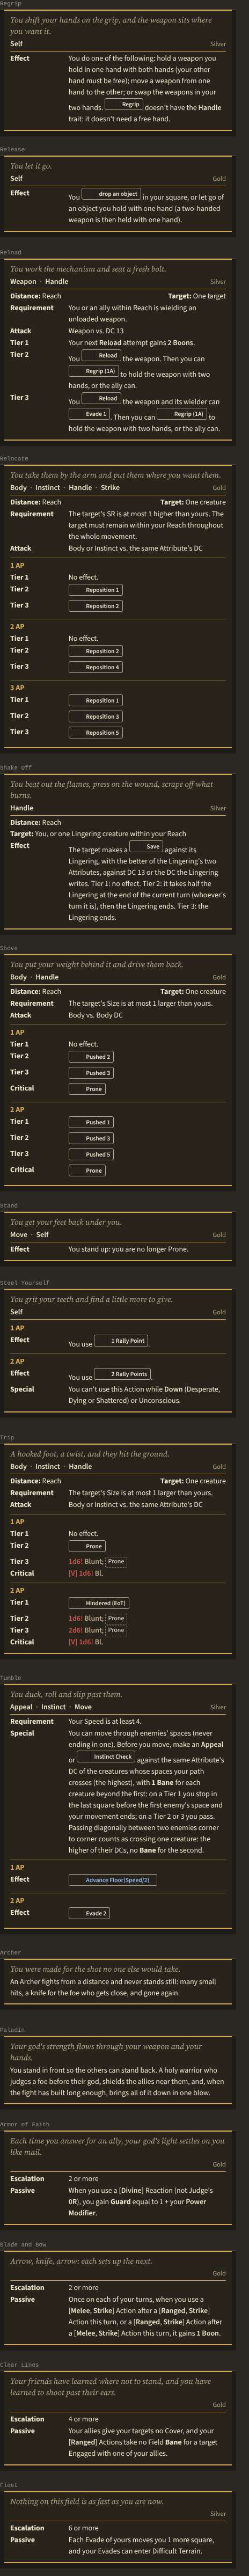 Regrip
You shift your hands on the grip, and the weapon sits where
you want it.
Self Silver
Effect You do one of the following: hold a weapon you
hold in one hand with both hands (your other
hand must be free); move a weapon from one
hand to the other; or swap the weapons in your
two hands. Regrip doesn't have the Handle
trait: it doesn't need a free hand.
Release
You let it go.
Self Gold
Effect You drop an object in your square, or let go of
an object you hold with one hand (a two-handed
weapon is then held with one hand).
Reload
You work the mechanism and seat a fresh bolt.
Weapon · Handle Silver
Distance: Reach Target: One target
Requirement You or an ally within Reach is wielding an
unloaded weapon.
Attack Weapon vs. DC 13
Tier 1 Your next Reload attempt gains 2 Boons.
Tier 2 You Reload the weapon. Then you can
Regrip (1A) to hold the weapon with two
hands, or the ally can.
Tier 3 You Reload the weapon and its wielder can
Evade 1. Then you can Regrip (1A) to
hold the weapon with two hands, or the ally can.
Relocate
You take them by the arm and put them where you want them.
Body · Instinct · Handle · Strike Gold
Distance: Reach Target: One creature
Requirement The target's SR is at most 1 higher than yours. The
target must remain within your Reach throughout
the whole movement.
Attack Body or Instinct vs. the same Attribute's DC
1 AP
Tier 1 No effect.
Tier 2 Reposition 1
Tier 3 Reposition 2
2 AP
Tier 1 No effect.
Tier 2 Reposition 2
Tier 3 Reposition 4
3 AP
Tier 1 Reposition 1
Tier 2 Reposition 3
Tier 3 Reposition 5
Shake Off
You beat out the flames, press on the wound, scrape off what
burns.
Handle Silver
Distance: Reach
Target: You, or one Lingering creature within your Reach
Effect The target makes a Save against its
Lingering, with the better of the Lingering's two
Attributes, against DC 13 or the DC the Lingering
writes. Tier 1: no effect. Tier 2: it takes half the
Lingering at the end of the current turn (whoever's
turn it is), then the Lingering ends. Tier 3: the
Lingering ends.
Shove
You put your weight behind it and drive them back.
Body · Handle Gold
Distance: Reach Target: One creature
Requirement The target's Size is at most 1 larger than yours.
Attack Body vs. Body DC
1 AP
Tier 1 No effect.
Tier 2 Pushed 2
Tier 3 Pushed 3
Critical Prone
2 AP
Tier 1 Pushed 1
Tier 2 Pushed 3
Tier 3 Pushed 5
Critical Prone
Stand
You get your feet back under you.
Move · Self Gold
Effect You stand up: you are no longer Prone.
Steel Yourself
You grit your teeth and find a little more to give.
Self Gold
1 AP
Effect You use 1 Rally Point.
2 AP
Effect You use 2 Rally Points.
Special You can't use this Action while Down (Desperate,
Dying or Shattered) or Unconscious.
Trip
A hooked foot, a twist, and they hit the ground.
Body · Instinct · Handle Gold
Distance: Reach Target: One creature
Requirement The target's Size is at most 1 larger than yours.
Attack Body or Instinct vs. the same Attribute's DC
1 AP
Tier 1 No effect.
Tier 2 Prone
Tier 3 1d6! Blunt; Prone
Critical [V] 1d6! Bl.
2 AP
Tier 1 Hindered (EoT)
Tier 2 1d6! Blunt; Prone
Tier 3 2d6! Blunt; Prone
Critical [V] 1d6! Bl.
Tumble
You duck, roll and slip past them.
Appeal · Instinct · Move Silver
Requirement Your Speed is at least 4.
Special You can move through enemies' spaces (never
ending in one). Before you move, make an Appeal
or Instinct Check against the same Attribute's
DC of the creature whose spaces your path
crosses (the highest), with 1 Bane for each
creature beyond the first: on a Tier 1 you stop in
the last square before the first enemy's space and
your movement ends; on a Tier 2 or 3 you pass.
Passing diagonally between two enemies corner
to corner counts as crossing one creature: the
higher of their DCs, no Bane for the second.
1 AP
Effect Advance Floor(Speed/2)
2 AP
Effect Evade 2
Archer
You were made for the shot no one else would take.
An Archer fights from a distance and never stands still: many small
hits, a knife for the foe who gets close, and gone again.
Paladin
Your god's strength flows through your weapon and your
hands.
You stand in front so the others can stand back. A holy warrior who
judges a foe before their god, shields the allies near them, and, when
the fight has built long enough, brings all of it down in one blow.
Armor of Faith
Each time you answer for an ally, your god's light settles on you
like mail.
Gold
Escalation 2 or more
Passive When you use a [Divine] Reaction (not Judge's
0R), you gain Guard equal to 1 + your Power
Modifier.
Blade and Bow
Arrow, knife, arrow: each sets up the next.
Gold
Escalation 2 or more
Passive Once on each of your turns, when you use a
[Melee, Strike] Action after a [Ranged, Strike]
Action this turn, or a [Ranged, Strike] Action after
a [Melee, Strike] Action this turn, it gains 1 Boon.
Clear Lines
Your friends have learned where not to stand, and you have
learned to shoot past their ears.
Gold
Escalation 4 or more
Passive Your allies give your targets no Cover, and your
[Ranged] Actions take no Field Bane for a target
Engaged with one of your allies.
Fleet
Nothing on this field is as fast as you are now.
Silver
Escalation 6 or more
Passive Each Evade of yours moves you 1 more square,
and your Evades can enter Difficult Terrain.